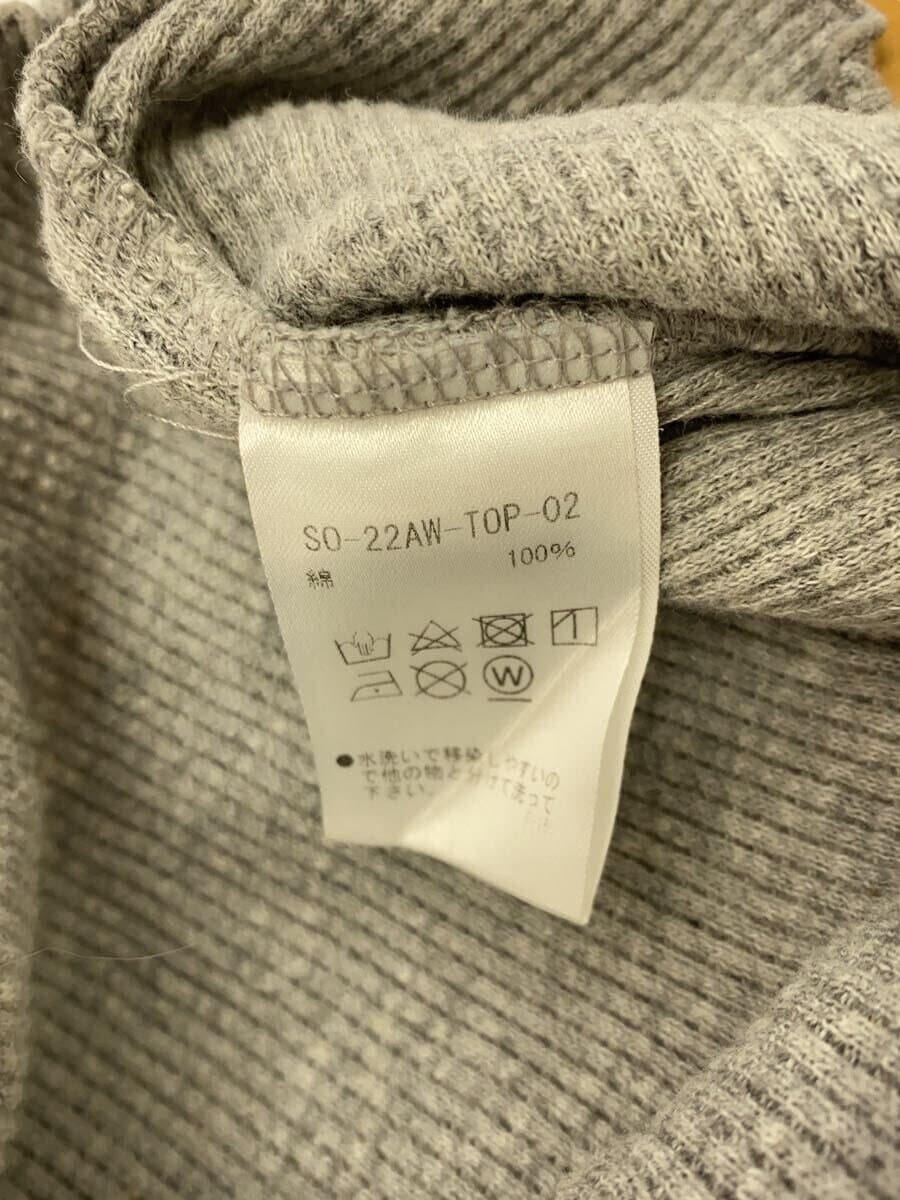 SO-22AW-TOP-02
綿 100%
W
●水洗いで移染しやすいの
で他の物と分けて洗って
下さい。